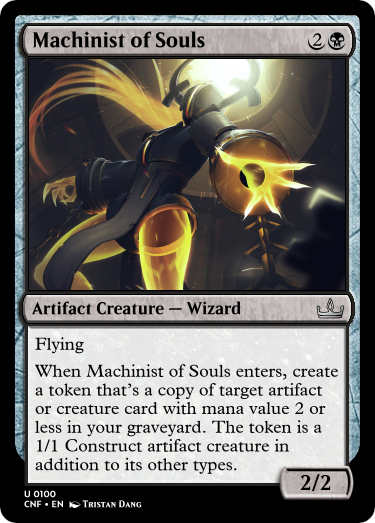 Machinist of Souls 2
Artifact Creature — Wizard
Flying
When Machinist of Souls enters, create
a token that's a copy of target artifact
or creature card with mana value 2 or
less in your graveyard. The token is a
1/1 Construct artifact creature in
addition to its other types.
2/2
U 0100
CNF • EN Tristan Dang